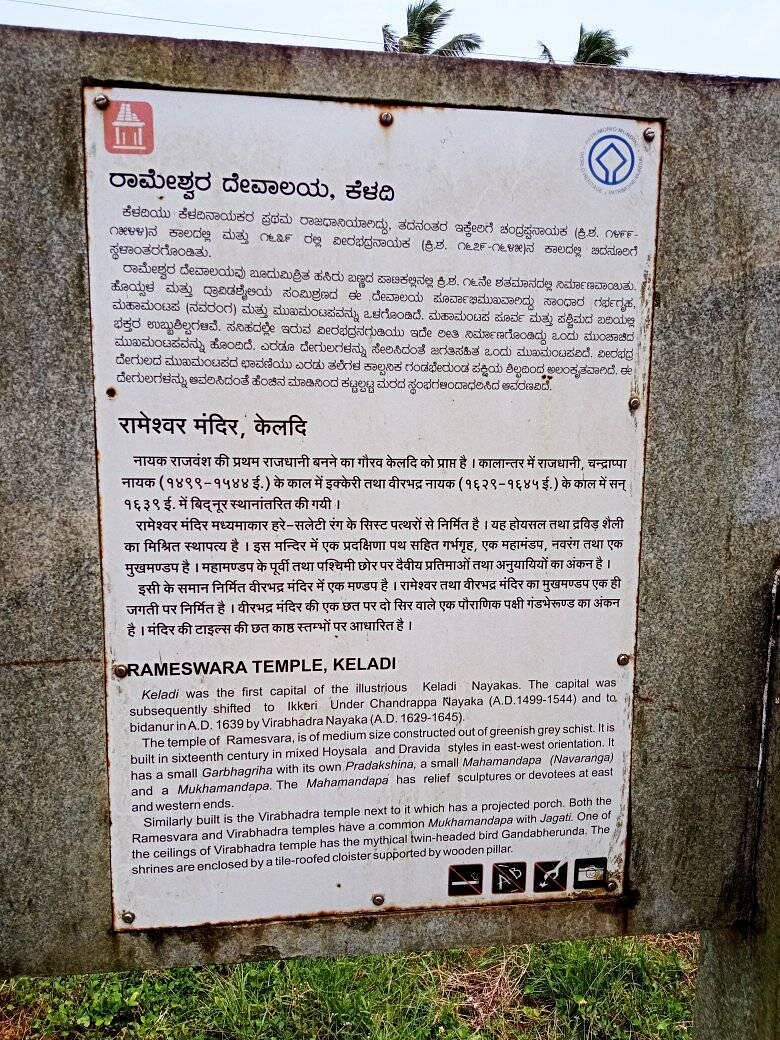 ರಾಮೇಶ್ವರ ದೇವಾಲಯ, ಕೆಳದಿ
ಕೆಳದಿಯು ಕೆಳದಿನಾಯಕರ ಪ್ರಥಮ ರಾಜಧಾನಿಯಾಗಿದ್ದು, ತದನಂತರ ಇಕ್ಕೇರಿಗೆ ಚಂದ್ರಪ್ಪನಾಯಕ (ಕ್ರಿ.ಶ. ೧೪೯೯-
೧೫೪೪)ನ ಕಾಲದಲ್ಲಿ ಮತ್ತು ೧೬೩೯ ರಲ್ಲಿ ವೀರಭದ್ರನಾಯಕ (ಕ್ರಿ.ಶ. ೧೬೨೯-೧೬೪೫)ನ ಕಾಲದಲ್ಲಿ ಬಿದನೂರಿಗೆ
ಸ್ಥಳಾಂತರಗೊಂಡಿತು.
ರಾಮೇಶ್ವರ ದೇವಾಲಯವು ಬೂದುಮಿಶ್ರಿತ ಹಸಿರು ಬಣ್ಣದ ಪಾಟಿಕಲ್ಲಿನಲ್ಲಿ ಕ್ರಿ.ಶ. ೧೬ನೇ ಶತಮಾನದಲ್ಲಿ ನಿರ್ಮಾಣವಾಯಿತು.
ಹೊಯ್ಸಳ ಮತ್ತು ದ್ರಾವಿಡಶೈಲಿಯ ಸಂಮಿಶ್ರಣದ ಈ ದೇವಾಲಯ ಪೂರ್ವಾಭಿಮುಖವಾಗಿದ್ದು ಸಾಂಧಾರ ಗರ್ಭಗೃಹ,
ಮಹಾಮಂಟಪ (ನವರಂಗ) ಮತ್ತು ಮುಖಮಂಟಪವನ್ನು ಒಳಗೊಂಡಿದೆ. ಮಹಾಮಂಟಪ ಪೂರ್ವ ಮತ್ತು ಪಶ್ಚಿಮದ ಬದಿಯಲ್ಲಿ
ಭಕ್ತರ ಉಬ್ಬುಶಿಲ್ಪಗಳಿವೆ. ಸನಿಹದಲ್ಲೇ ಇರುವ ವೀರಭದ್ರನಗುಡಿಯು ಇದೇ ರೀತಿ ನಿರ್ಮಾಣಗೊಂಡಿದ್ದು ಒಂದು ಮುಂಚಾಚಿದ
ಮುಖಮಂಟಪವನ್ನು ಹೊಂದಿದೆ. ಎರಡೂ ದೇಗುಲಗಳನ್ನು ಸೇರಿಸಿದಂತೆ ಜಗತಿಸಹಿತ ಒಂದು ಮುಖಮಂಟಪವಿದೆ. ವೀರಭದ್ರ
ದೇಗುಲದ ಮುಖಮಂಟಪದ ಛಾವಣಿಯು ಎರಡು ತಲೆಗಳ ಕಾಲ್ಪನಿಕ ಗಂಡಭೇರುಂಡ ಪಕ್ಷಿಯ ಶಿಲ್ಪದಿಂದ ಅಲಂಕೃತವಾಗಿದೆ. ಈ
ದೇಗುಲಗಳನ್ನು ಆವರಿಸಿದಂತೆ ಹೆಂಚಿನ ಮಾಡಿನಿಂದ ಕಟ್ಟಲ್ಪಟ್ಟ ಮರದ ಸ್ಥಂಭಗಳಿಂದಾಧರಿಸಿದ ಆವರಣವಿದೆ.
रामेश्वर मंदिर, केलदि
नायक राजवंश की प्रथम राजधानी बनने का गौरव केलदि को प्राप्त है । कालान्तर में राजधानी, चन्द्राप्पा
नायक (१४९९-१५४४ ई.) के काल में इक्केरी तथा वीरभद्र नायक (१६२९-१६४५ ई.) के काल में सन्
१६३९ ई. में बिद्नूर स्थानांतरित की गयी ।
रामेश्वर मंदिर मध्यमाकार हरे-सलेटी रंग के सिस्ट पत्थरों से निर्मित है । यह होयसल तथा द्रविड़ शैली
का मिश्रित स्थापत्य है । इस मन्दिर में एक प्रदक्षिणा पथ सहित गर्भगृह, एक महामंडप, नवरंग तथा एक
मुखमण्डप है । महामण्डप के पूर्वी तथा पश्चिमी छोर पर दैवीय प्रतिमाओं तथा अनुयायियों का अंकन है ।
इसी के समान निर्मित वीरभद्र मंदिर में एक मण्डप है । रामेश्वर तथा वीरभद्र मंदिर का मुखमण्डप एक ही
जगती पर निर्मित है । वीरभद्र मंदिर की एक छत पर दो सिर वाले एक पौराणिक पक्षी गंडभेरूण्ड का अंकन
है । मंदिर की टाइल्स की छत काष्ठ स्तम्भों पर आधारित है ।
RAMESWARA TEMPLE, KELADI
Keladi was the first capital of the illustrious Keladi Nayakas. The capital was
subsequently shifted to Ikkeri Under Chandrappa Nayaka (A.D.1499-1544) and to
bidanur in A.D. 1639 by Virabhadra Nayaka (A.D. 1629-1645).
The temple of Ramesvara, is of medium size constructed out of greenish grey schist. It is
built in sixteenth century in mixed Hoysala and Dravida styles in east-west orientation. It
has a small Garbhagriha with its own Pradakshina, a small Mahamandapa (Navaranga)
and a Mukhamandapa. The Mahamandapa has relief sculptures or devotees at east
and western ends.
Similarly built is the Virabhadra temple next to it which has a projected porch. Both the
Ramesvara and Virabhadra temples have a common Mukhamandapa with Jagati. One of
the ceilings of Virabhadra temple has the mythical twin-headed bird Gandabherunda. The
shrines are enclosed by a tile-roofed cloister supported by wooden pillar.